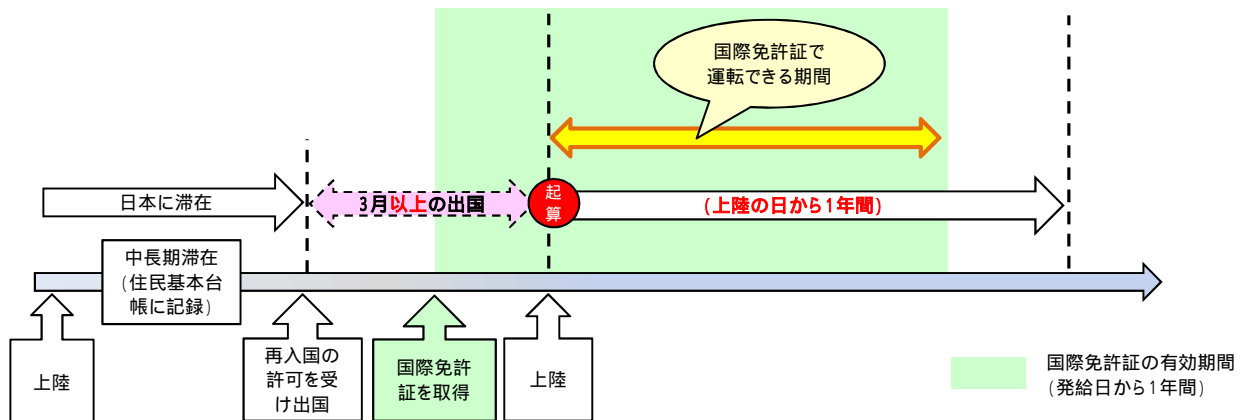 国際免許証で
運転できる期間
日本に滞在
3月以上の出国
起
算
(上陸の日から1年間)
中長期滞在
(住民基本台
帳に記録)
上陸
再入国の
許可を受
け出国
国際免許
証を取得
上陸
国際免許証の有効期間
(発給日から1年間)